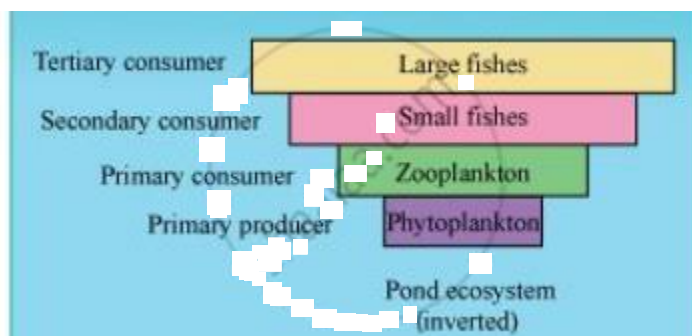 Tertiary consumer Large fishes
Secondary consumer Small fishes
Primary consumer Zooplankton
Primary producer Phytoplankton
Pond ecosystem
(inverted)